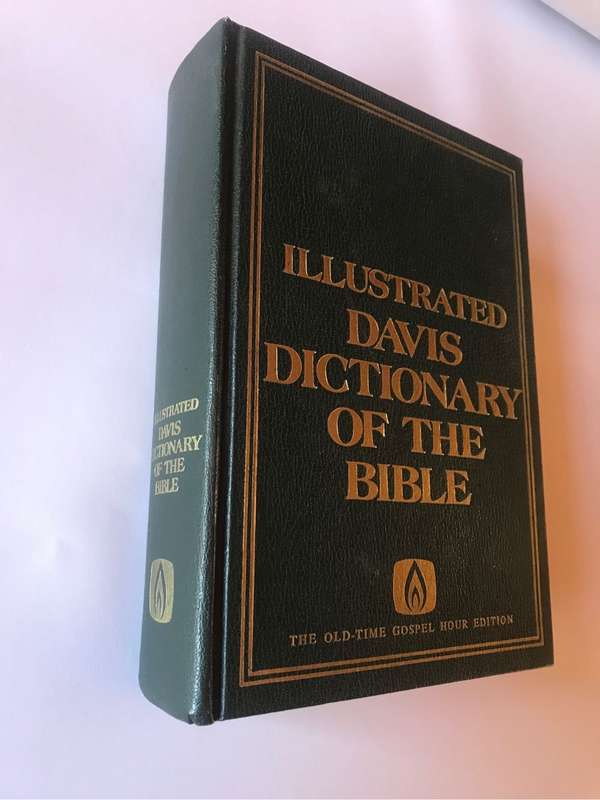 ILLUSTRATED
DAVIS
DICTIONARY
OF THE
BIBLE
THE OLD-TIME GOSPEL HOUR EDITION
ILLUSTRATED
DAVIS
DICTIONARY
OF THE
BIBLE